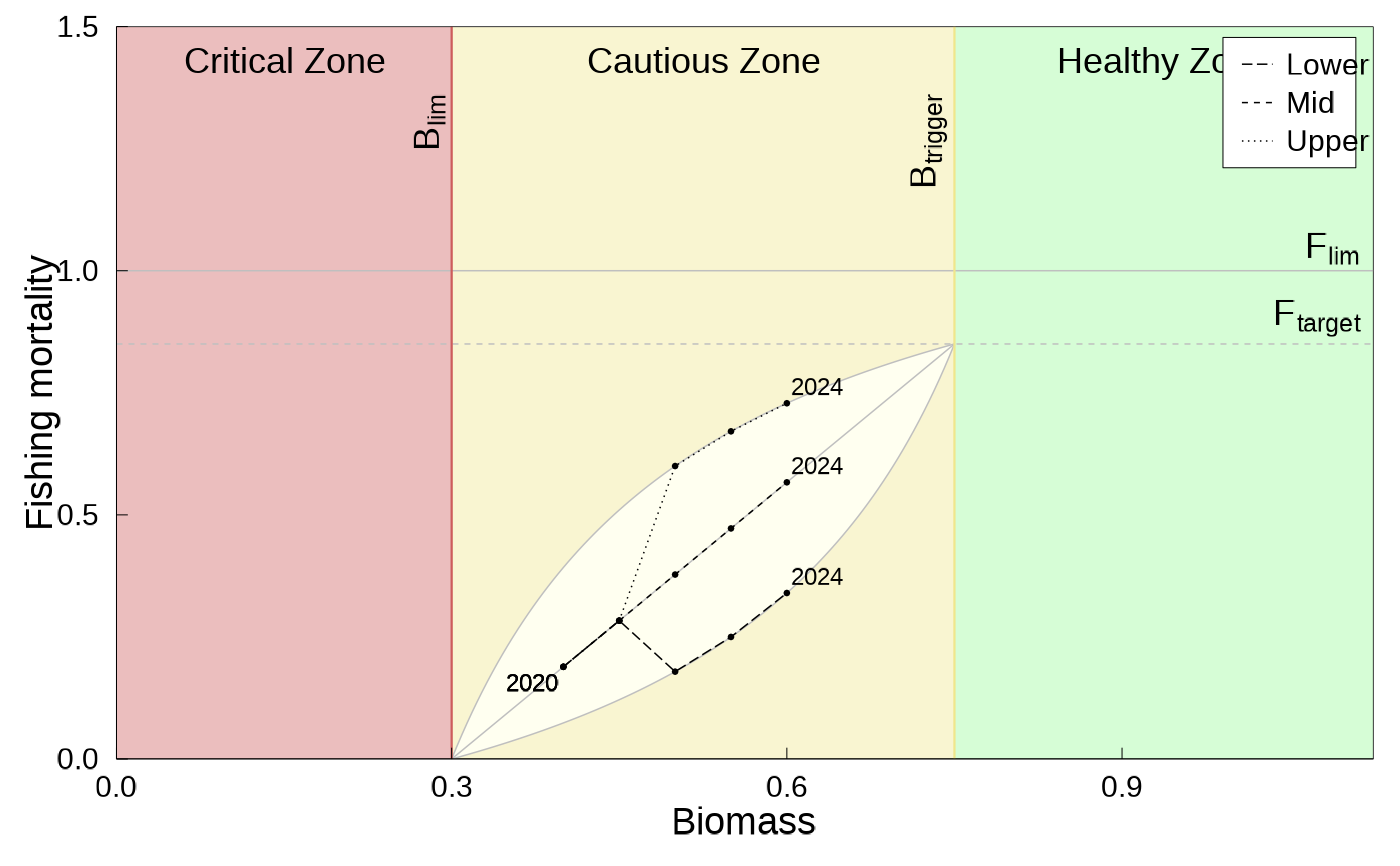 1.5
Critical Zone
Cautious Zone
Healthy Zo
Lower
Mid
Upper
Blim
Btrigger
Flim
1.0
Ftarget
Fishing mortality
2024
2024
0.5
2024
2020
0.0
0.0
0.3
0.6
0.9
Biomass